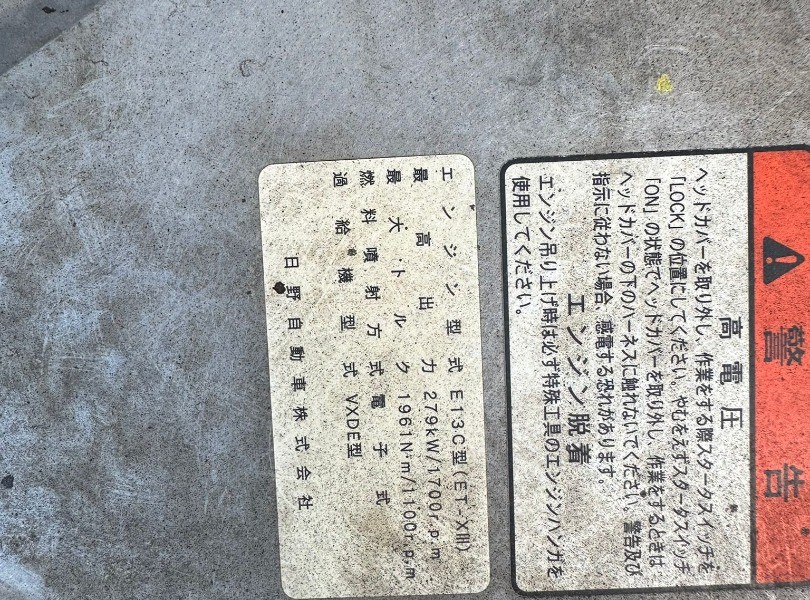 警告
高電圧
ヘッドカバーを取り外し、作業をする際スタータスイッチを
「LOCK」の位置にしてください。やむをえずスタータスイッチ
「ON」の状態でヘッドカバーを取り外し、作業をするときは
ヘッドカバーの下のハーネスに触れないでください、警告及び
指示に従わない場合、感電する恐れがあります。
エンジン脱着
エンジン吊り上げ時は必ず特殊工具のエンジンハンガを
使用してください。
エンジン型式 E13C型(ET-XⅢ)
最高出力 279kW/1700r.p.m
最大トルク 1961N·m/1100r.p.m
燃料噴射方式 電子式
過給機型式 VXDE型
日野自動車株式会社